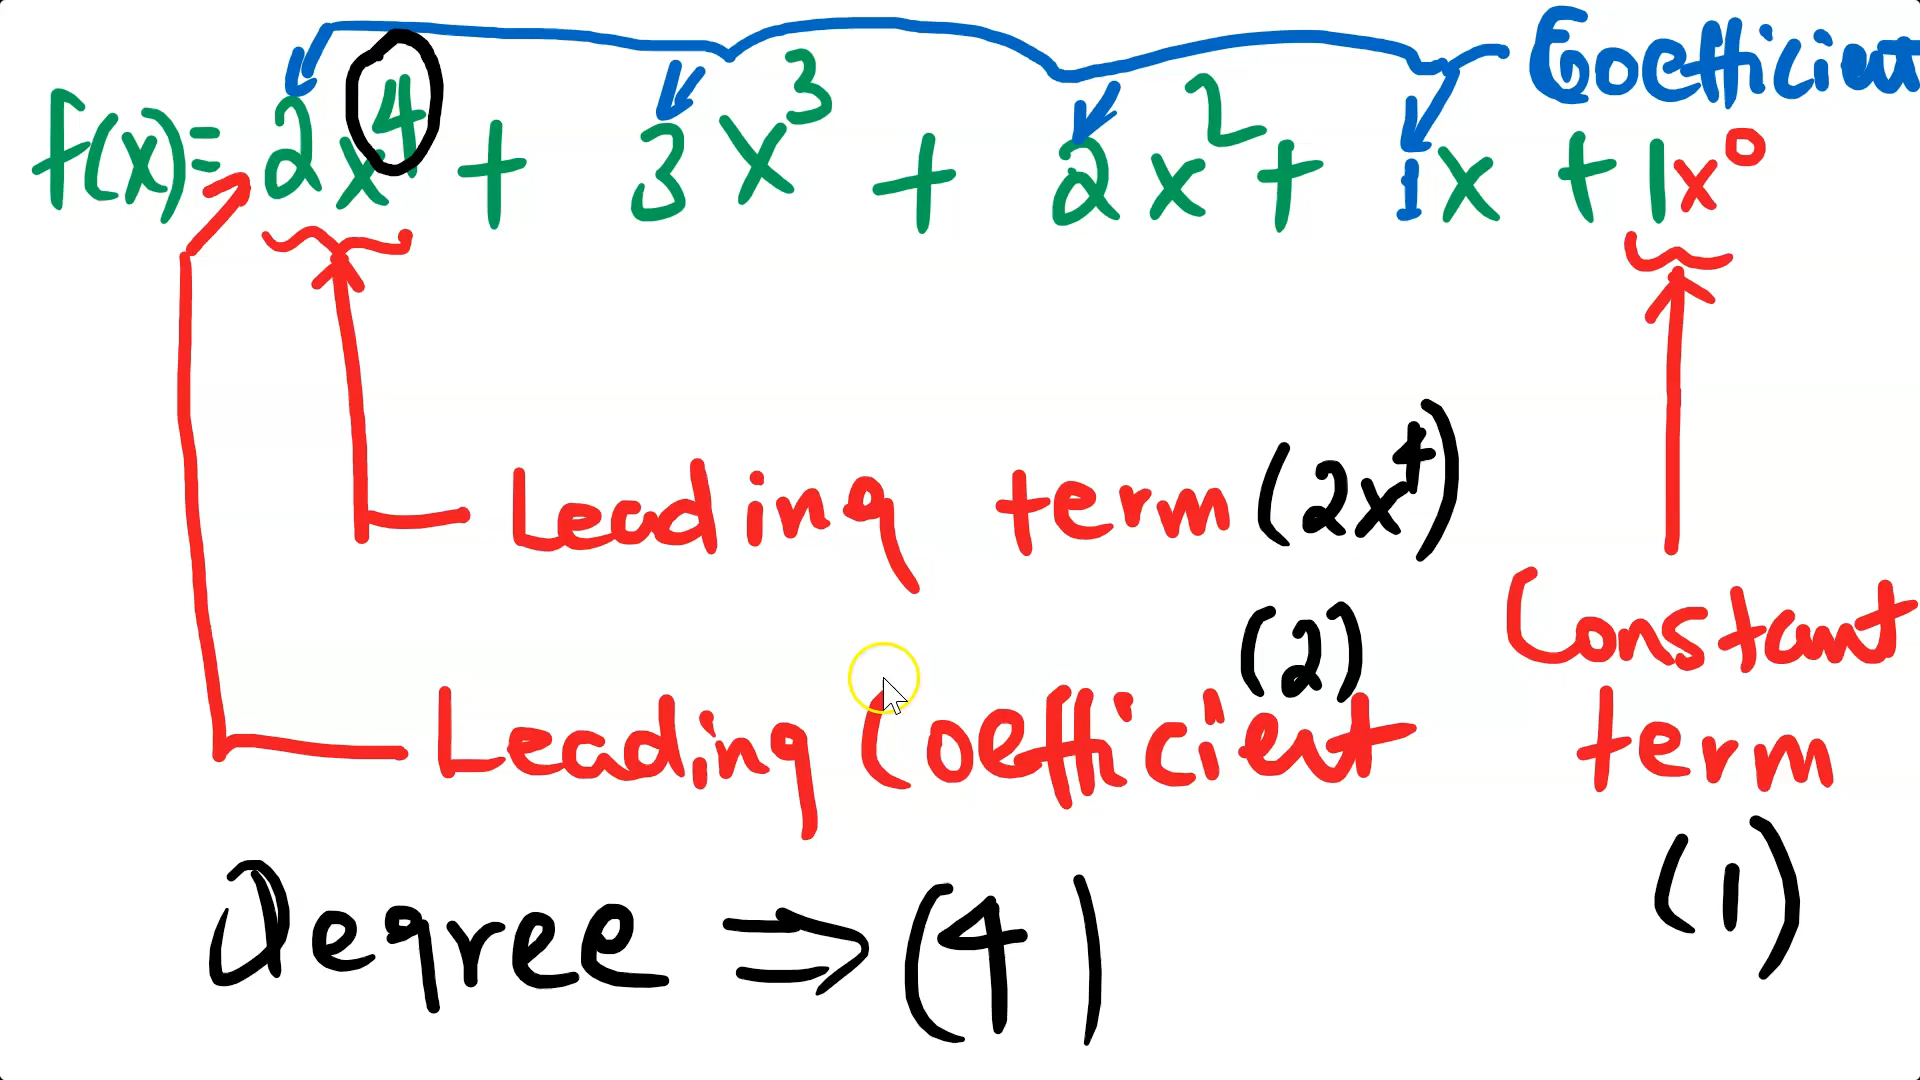 Coefficient
f(x)= 2x⁴ + 3x³ + 2x² + 1x + 1x⁰
Leading term (2x⁴)
Leading Coefficient (2)
Constant
term
(1)
Degree ⇒ (4)